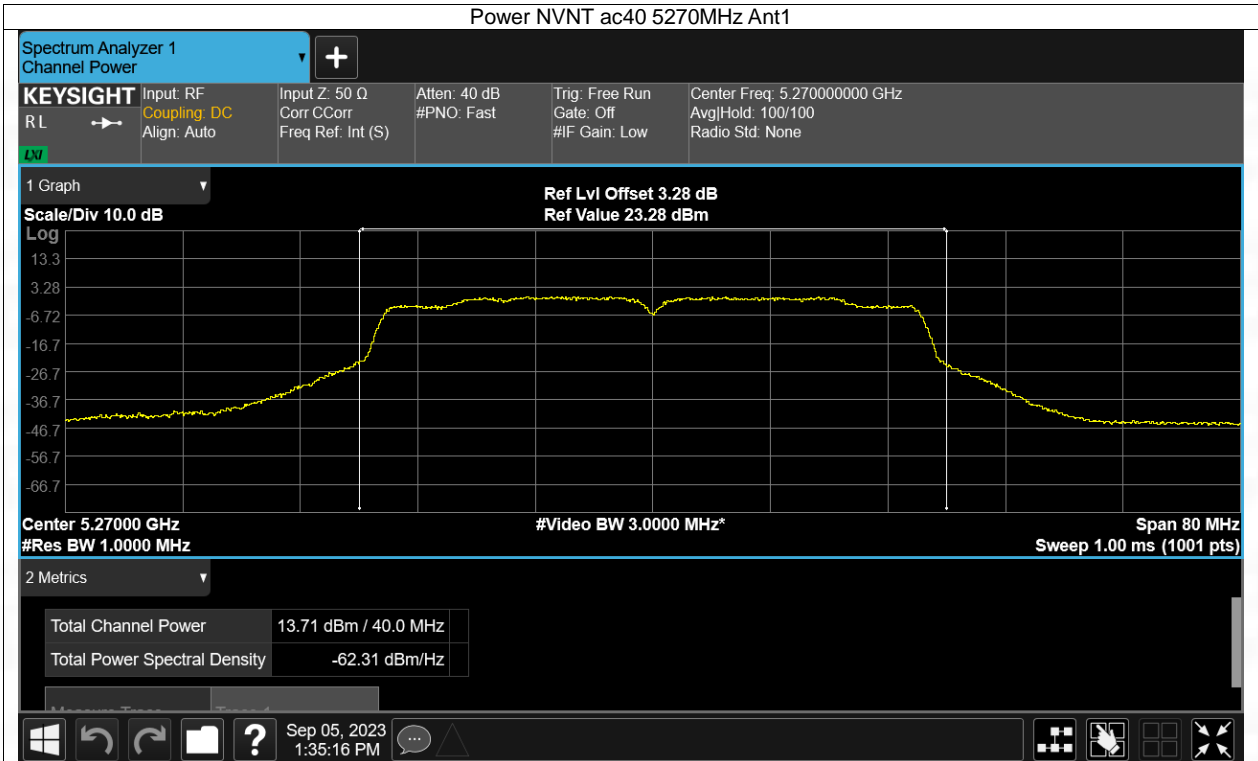 Power NVNT ac40 5270MHz Ant1
Spectrum Analyzer 1
Channel Power
KEYSIGHT
R L
LXI
Input: RF
Coupling: DC
Align: Auto
Input Z: 50 Ω
Corr CCorr
Freq Ref: Int (S)
Atten: 40 dB
#PNO: Fast
Trig: Free Run
Gate: Off
#IF Gain: Low
Center Freq: 5.270000000 GHz
Avg|Hold: 100/100
Radio Std: None
1 Graph
Scale/Div 10.0 dB
Ref Lvl Offset 3.28 dB
Ref Value 23.28 dBm
Log
13.3
3.28
-6.72
-16.7
-26.7
-36.7
-46.7
-56.7
-66.7
Center 5.27000 GHz
#Res BW 1.0000 MHz
#Video BW 3.0000 MHz*
Span 80 MHz
Sweep 1.00 ms (1001 pts)
2 Metrics
Total Channel Power 13.71 dBm / 40.0 MHz
Total Power Spectral Density -62.31 dBm/Hz
?
Sep 05, 2023
1:35:16 PM